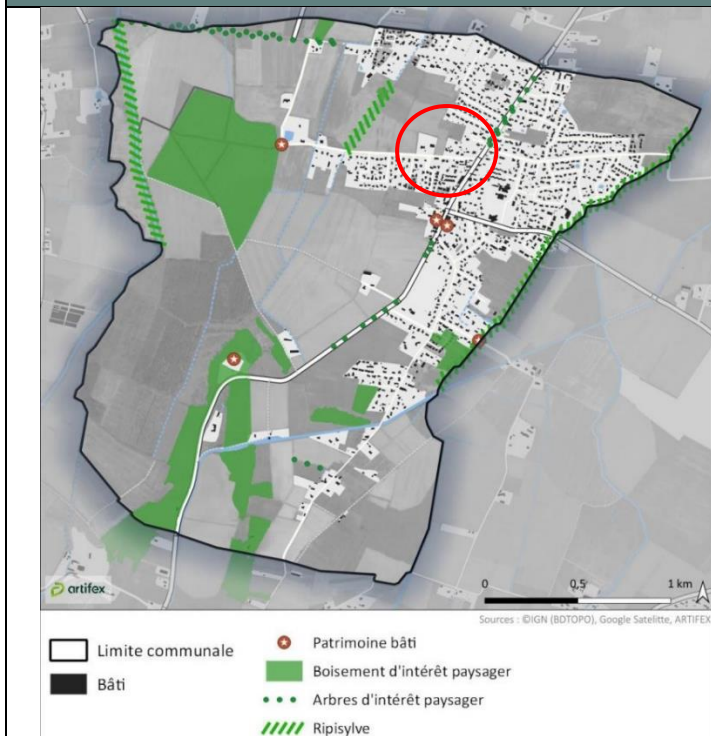 artifex
0 0,5 1 km
Sources : ©IGN (BDTOPO), Google Satelitte, ARTIFEX
Limite communale
Bâti
Patrimoine bâti
Boisement d'intérêt paysager
Arbres d'intérêt paysager
Ripisylve